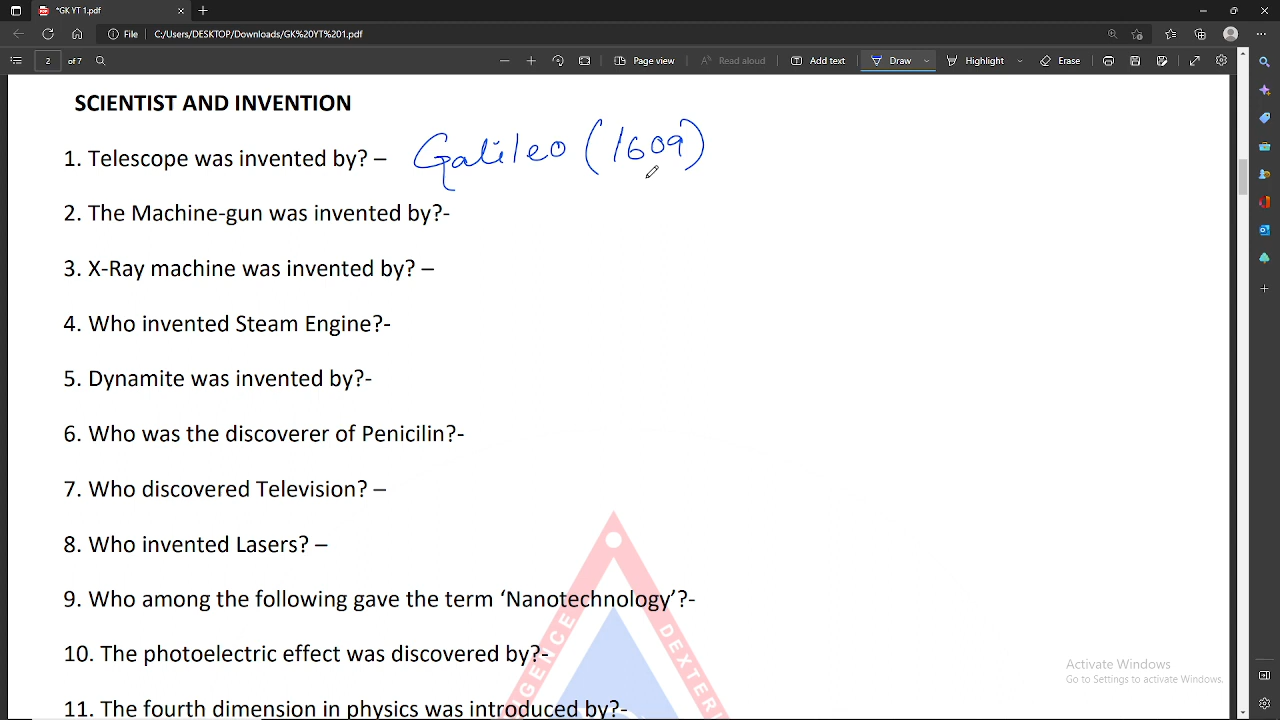 *GK YT 1.pdf
File C:/Users/DESKTOP/Downloads/GK%20YT%201.pdf
2 of 7 Page view Read aloud Add text Draw Highlight Erase
SCIENTIST AND INVENTION
1. Telescope was invented by? – Galileo (1609)
2. The Machine-gun was invented by?-
3. X-Ray machine was invented by? –
4. Who invented Steam Engine?-
5. Dynamite was invented by?-
6. Who was the discoverer of Penicilin?-
7. Who discovered Television? –
8. Who invented Lasers? –
9. Who among the following gave the term ‘Nanotechnology’?-
10. The photoelectric effect was discovered by?-
11. The fourth dimension in physics was introduced by?-
Activate Windows
Go to Settings to activate Windows.